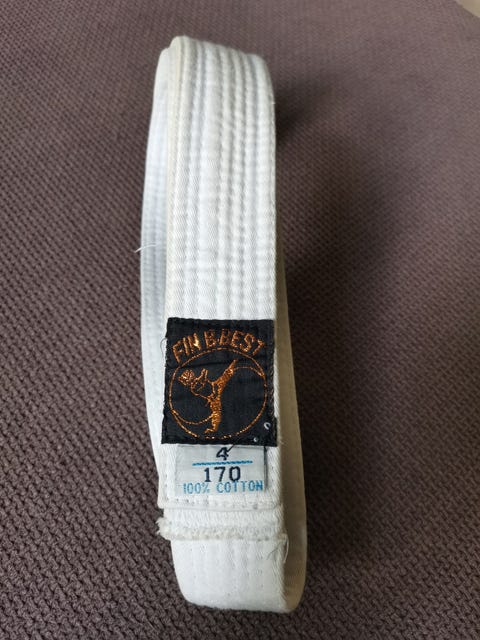 FIN B.BEST
4
170
100% COTTON